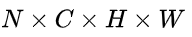 N × C × H × W